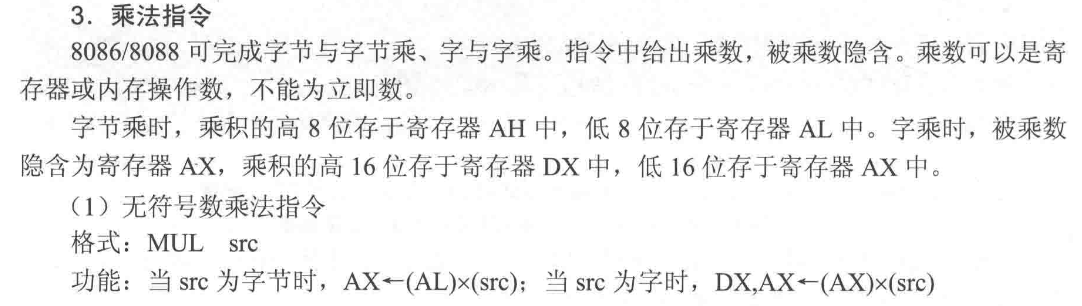 3．乘法指令
8086/8088 可完成字节与字节乘、字与字乘。指令中给出乘数，被乘数隐含。乘数可以是寄
存器或内存操作数，不能为立即数。
字节乘时，乘积的高 8 位存于寄存器 AH 中，低 8 位存于寄存器 AL 中。字乘时，被乘数
隐含为寄存器 AX，乘积的高 16 位存于寄存器 DX 中，低 16 位存于寄存器 AX 中。
（1）无符号数乘法指令
格式：MUL src
功能：当 src 为字节时，AX←(AL)×(src)；当 src 为字时，DX,AX←(AX)×(src)